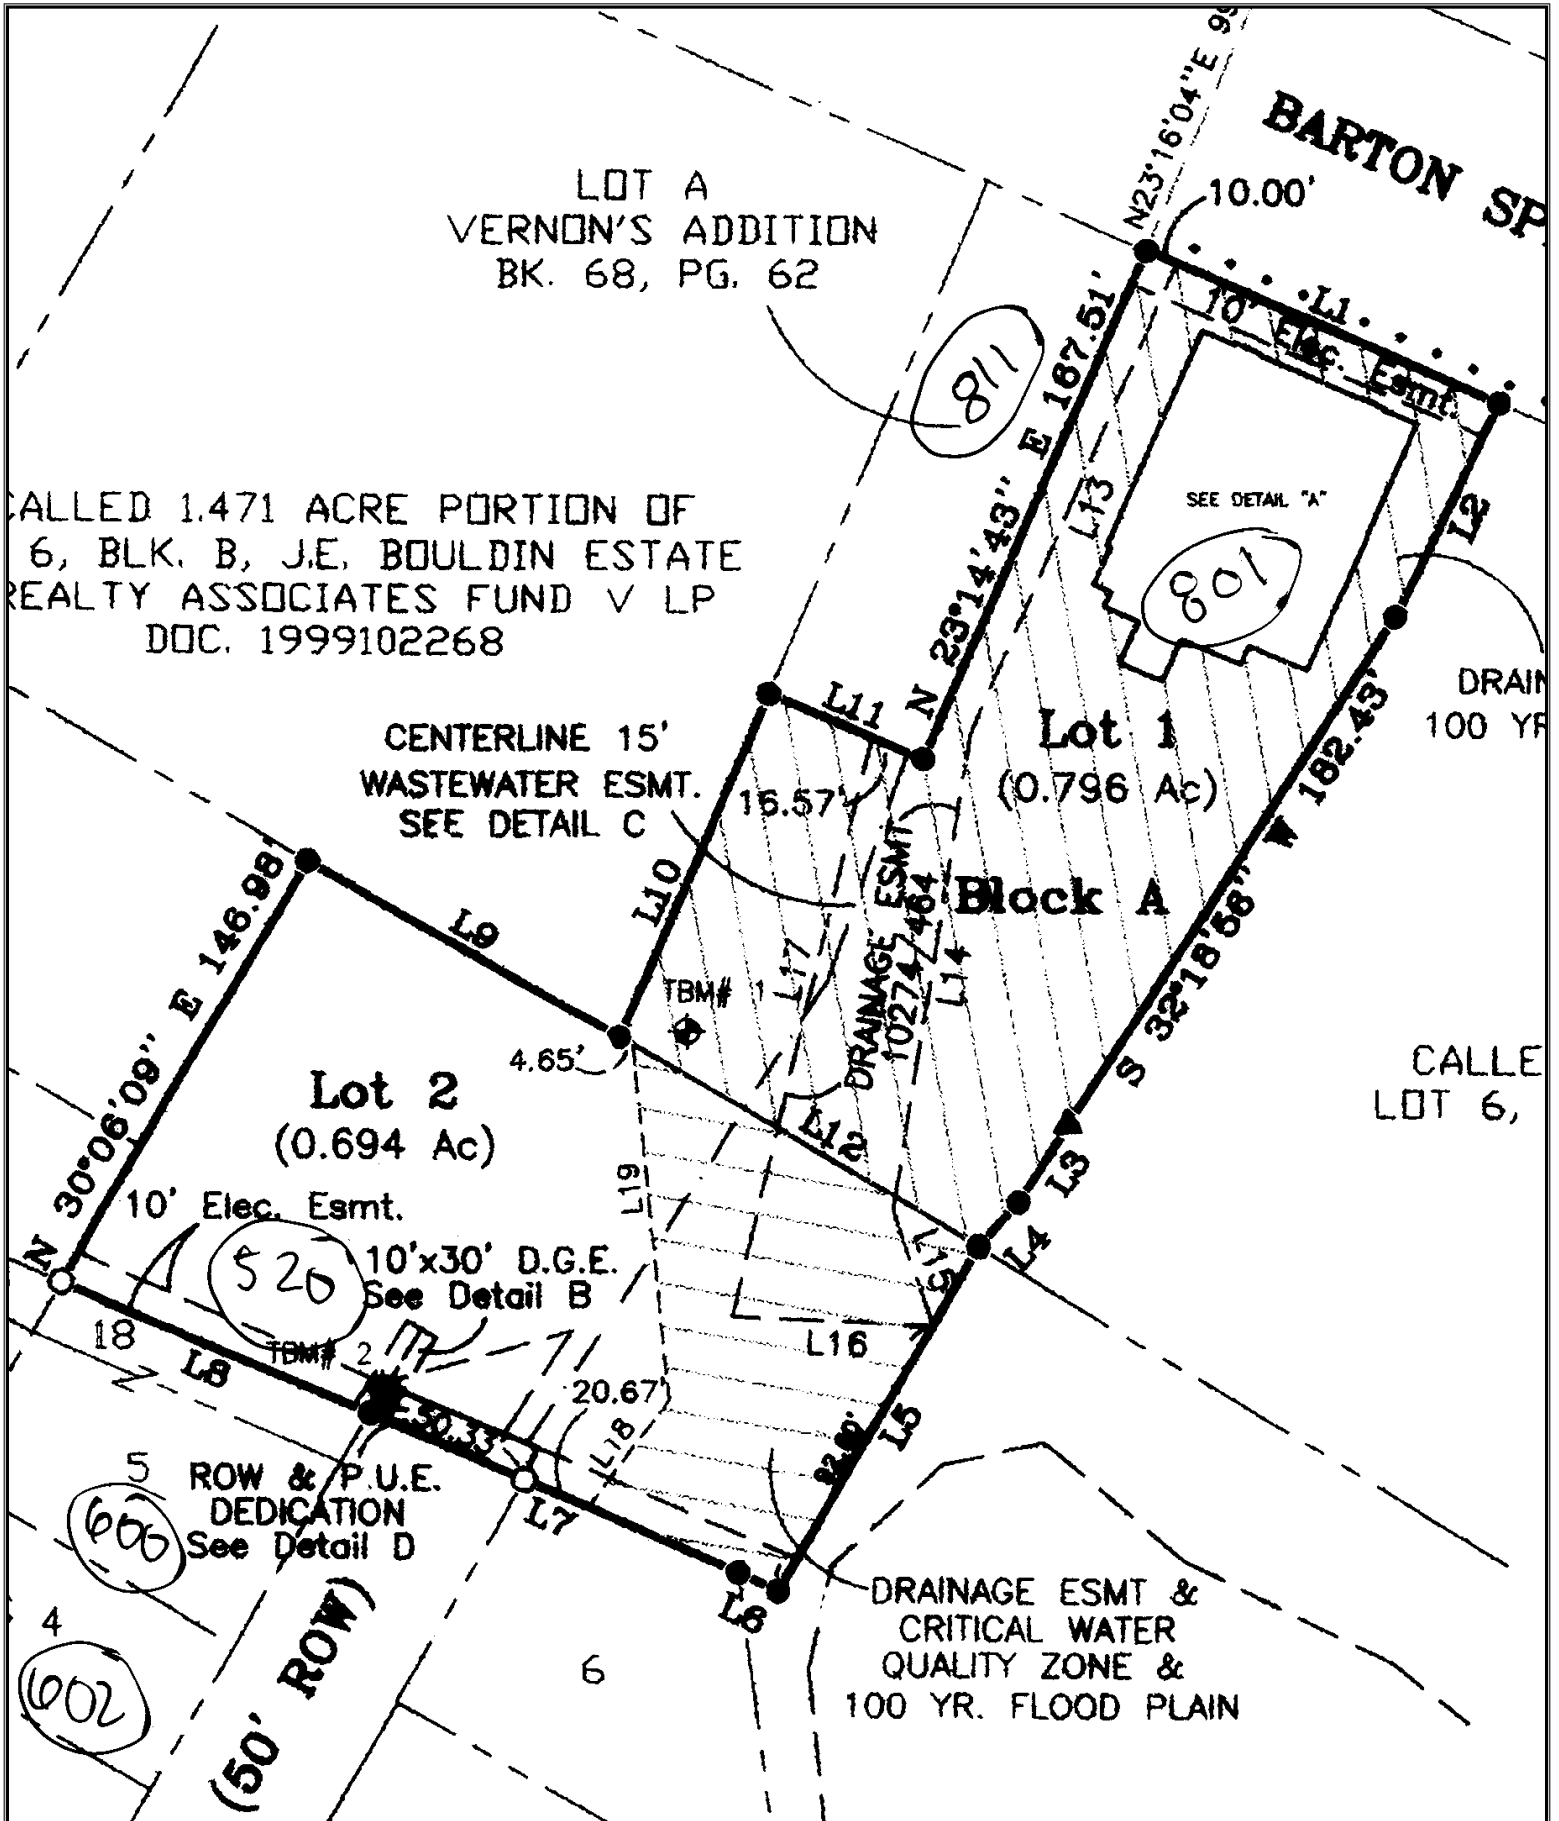 N23°16'04"E 99
BARTON SP
10.00'
LOT A
VERNON'S ADDITION
BK. 68, PG. 62
L1
10' Elec. Esmt.
811
N 23°14'43" E 167.51'
L13
SEE DETAIL "A"
801
L2
CALLED 1.471 ACRE PORTION OF
6, BLK. B, J.E. BOULDIN ESTATE
REALTY ASSOCIATES FUND V LP
DOC. 1999102268
DRAIN
100 YR
L11
CENTERLINE 15'
WASTEWATER ESMT.
SEE DETAIL C
16.57'
Lot 1
(0.796 Ac)
Block A
S 32°18'56" W 182.43'
L10
L9
N 30°06'09" E 146.98'
TBM# 1
L17
DRAINAGE ESMT
10274/464
L14
4.65'
Lot 2
(0.694 Ac)
L12
L3
L4
CALLE
LOT 6,
L19
10' Elec. Esmt.
520
10'x30' D.G.E.
See Detail B
L15
L16
18
L8
TBM# 2
50.33'
20.67'
L18
L5
92.92'
5
ROW & P.U.E.
DEDICATION
See Detail D
600
L7
L6
DRAINAGE ESMT &
CRITICAL WATER
QUALITY ZONE &
100 YR. FLOOD PLAIN
4
602
6
(50' ROW)